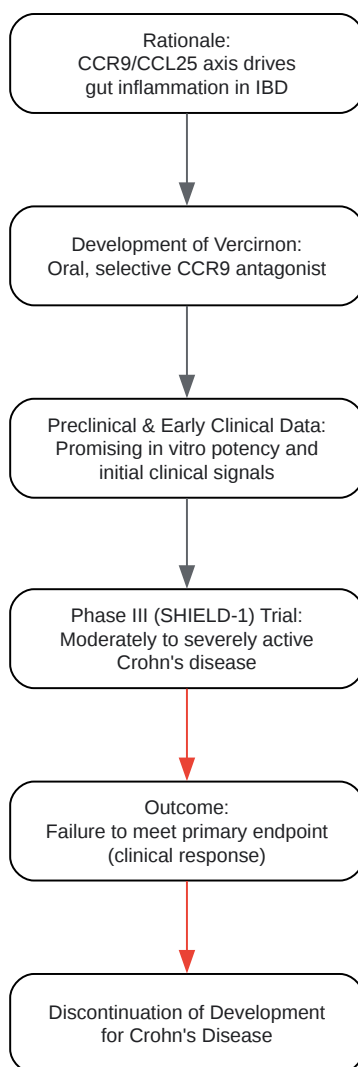 Rationale:
CCR9/CCL25 axis drives
gut inflammation in IBD
Development of Vercirnon:
Oral, selective CCR9 antagonist
Preclinical & Early Clinical Data:
Promising in vitro potency and
initial clinical signals
Phase III (SHIELD-1) Trial:
Moderately to severely active
Crohn's disease
Outcome:
Failure to meet primary endpoint
(clinical response)
Discontinuation of Development
for Crohn's Disease